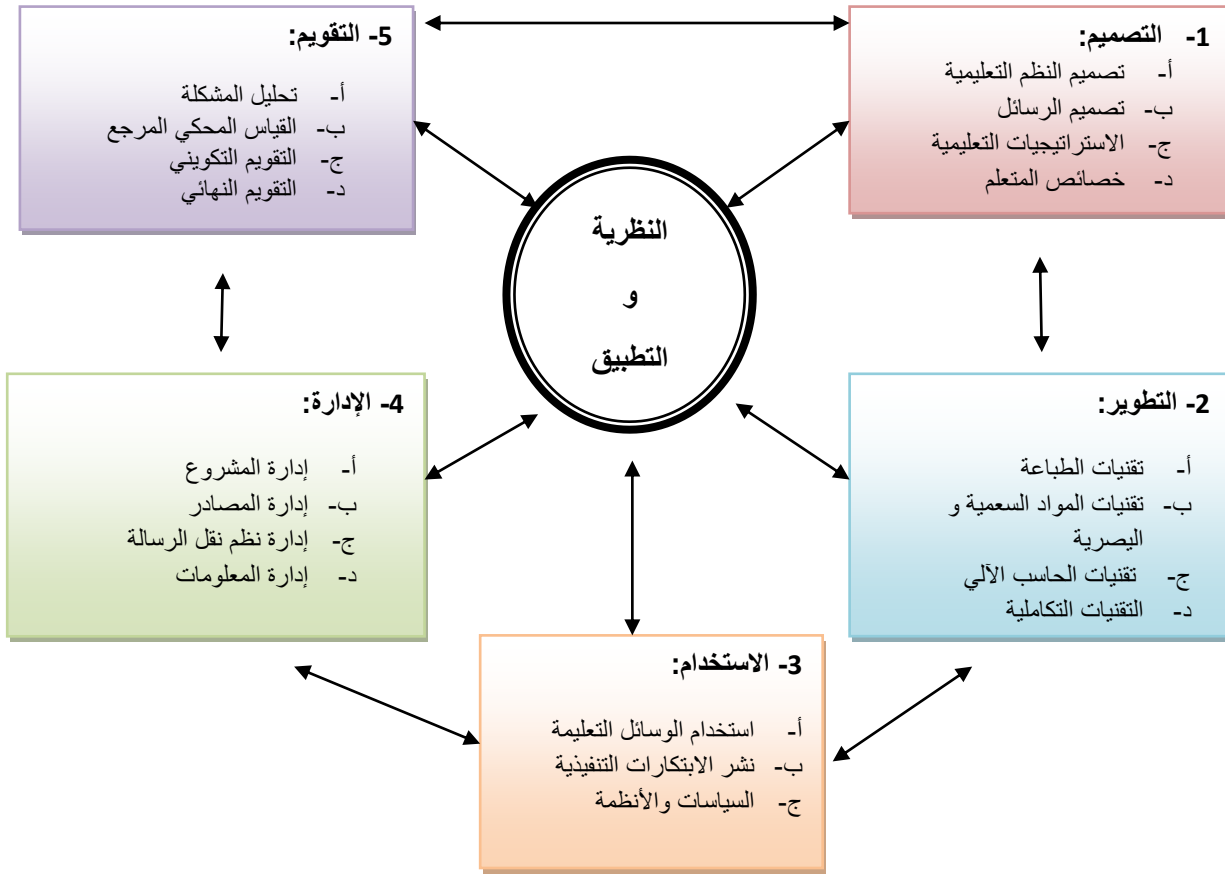 1- التصميم:
أ- تصميم النظم التعليمية
ب- تصميم الرسائل
ج- الاستراتيجيات التعليمية
د- خصائص المتعلم
5- التقويم:
أ- تحليل المشكلة
ب- القياس المحكي المرجع
ج- التقويم التكويني
د- التقويم النهائي
النظرية
و
التطبيق
2- التطوير:
أ- تقنيات الطباعة
ب- تقنيات المواد السعمية و
اليصرية
ج- تقنيات الحاسب الآلي
د- التقنيات التكاملية
4- الإدارة:
أ- إدارة المشروع
ب- إدارة المصادر
ج- إدارة نظم نقل الرسالة
د- إدارة المعلومات
3- الاستخدام:
أ- استخدام الوسائل التعليمة
ب- نشر الابتكارات التنفيذية
ج- السياسات والأنظمة